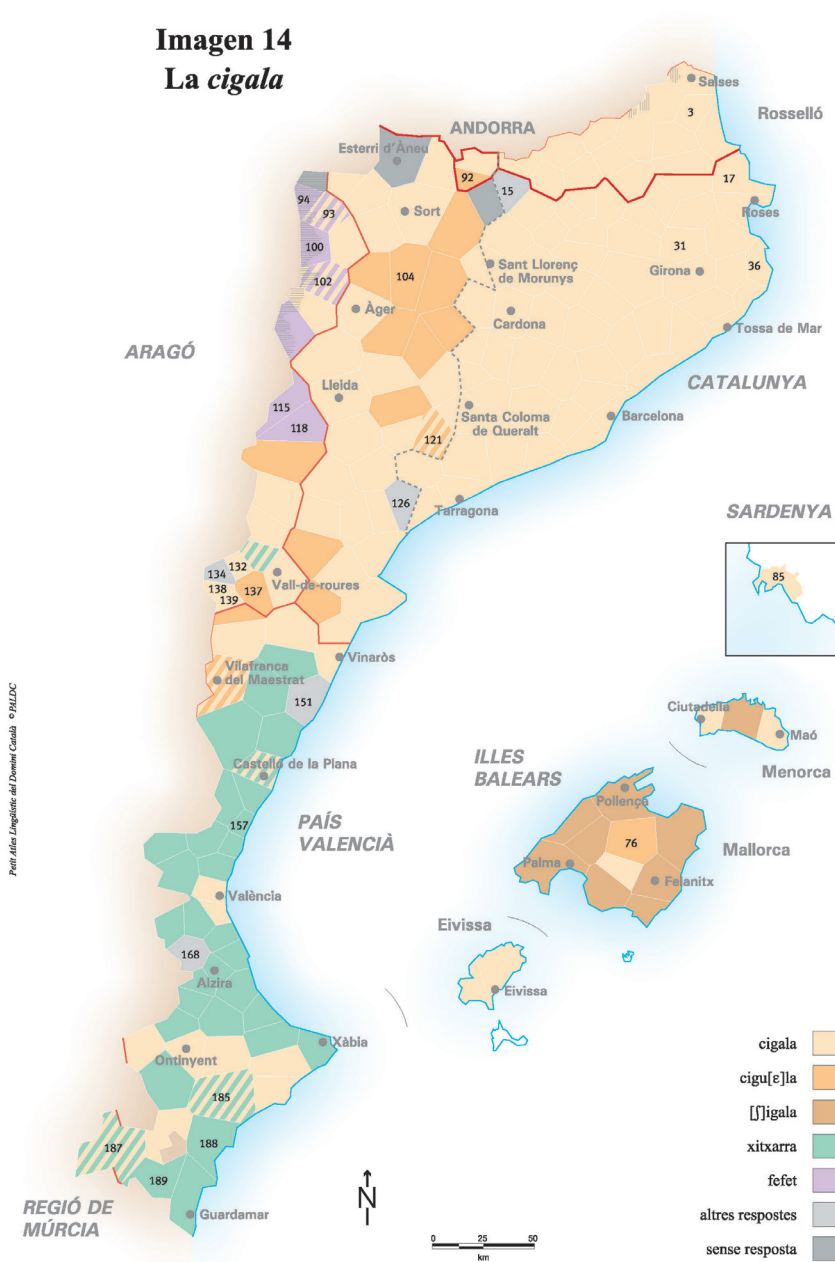 Imagen 14
La cigala
Salses
3
Rosselló
ANDORRA
Esterri d'Àneu
92
15
17
94
93
Sort
Roses
100
31
36
102
104
Sant Llorenç
de Morunys
Girona
Àger
Cardona
Tossa de Mar
ARAGÓ
Lleida
CATALUNYA
115
118
Santa Coloma
de Queralt
Barcelona
121
126
Tarragona
SARDENYA
85
132
134
Vall-de-roures
138
137
139
Vinaròs
Vilafranca
del Maestrat
151
Ciutadella
Maó
Menorca
Castelló de la Plana
ILLES
BALEARS
Pollença
157
PAÍS
VALENCIÀ
76
Mallorca
Palma
Felanitx
València
Eivissa
168
Alzira
Eivissa
Xàbia
Ontinyent
185
187
188
189
REGIÓ DE
MÚRCIA
Guardamar
N
0 25 50
km
cigala
cigu[ɛ]la
[ʃ]igala
xitxarra
fefet
altres respostes
sense resposta
Petit Atles Lingüístic del Domini Català © PALDC